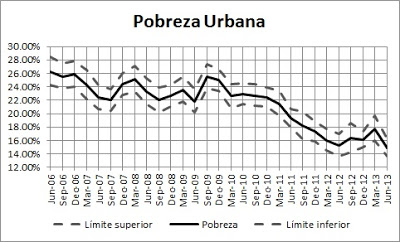 Pobreza Urbana
30.00%
28.00%
26.00%
24.00%
22.00%
20.00%
18.00%
16.00%
14.00%
12.00%
Jun-06
Sep-06
Dec-06
Mar-07
Jun-07
Sep-07
Dec-07
Mar-08
Jun-08
Sep-08
Dec-08
Mar-09
Jun-09
Sep-09
Dec-09
Mar-10
Jun-10
Sep-10
Dec-10
Mar-11
Jun-11
Sep-11
Dec-11
Mar-12
Jun-12
Sep-12
Dec-12
Mar-13
Jun-13
Límite superior
Pobreza
Límite inferior